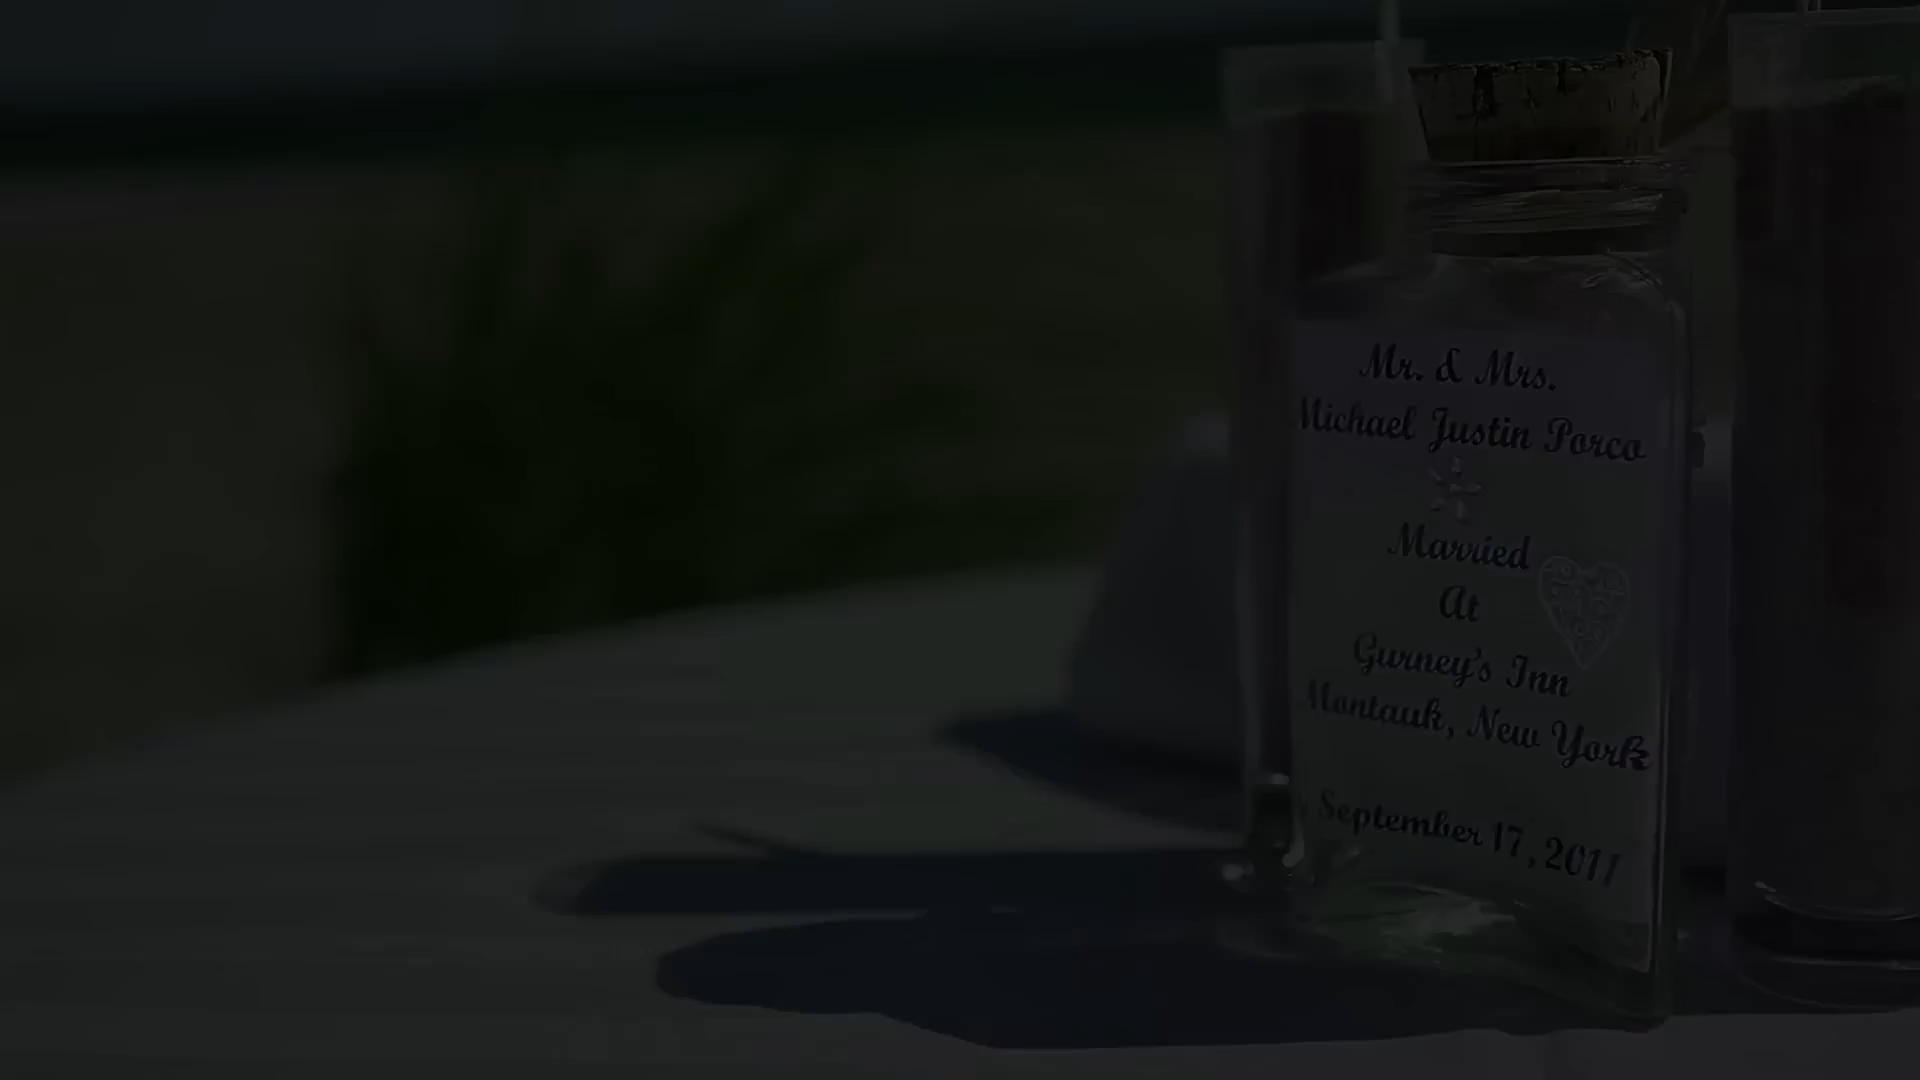 Mr. & Mrs.
Michael Justin Porco
Married
At
Gurney's Inn
Montauk, New York
September 17, 2011